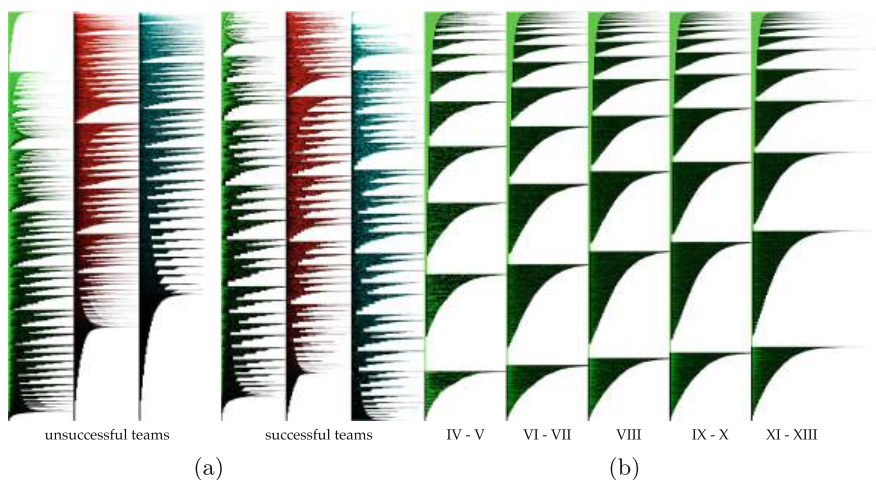 unsuccessful teams successful teams IV - V VI - VII VIII IX - X XI - XIII
(a) (b)